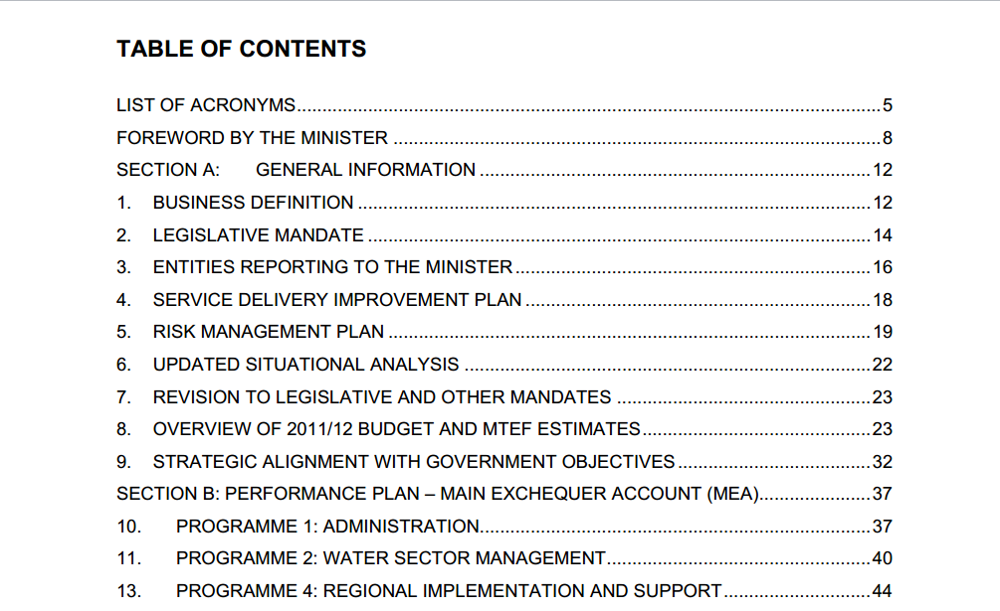 TABLE OF CONTENTS
LIST OF ACRONYMS....................................................................................................................5
FOREWORD BY THE MINISTER ................................................................................................8
SECTION A: GENERAL INFORMATION .............................................................................12
1. BUSINESS DEFINITION .....................................................................................................12
2. LEGISLATIVE MANDATE ...................................................................................................14
3. ENTITIES REPORTING TO THE MINISTER......................................................................16
4. SERVICE DELIVERY IMPROVEMENT PLAN ....................................................................18
5. RISK MANAGEMENT PLAN ...............................................................................................19
6. UPDATED SITUATIONAL ANALYSIS ................................................................................22
7. REVISION TO LEGISLATIVE AND OTHER MANDATES ..................................................23
8. OVERVIEW OF 2011/12 BUDGET AND MTEF ESTIMATES.............................................23
9. STRATEGIC ALIGNMENT WITH GOVERNMENT OBJECTIVES ......................................32
SECTION B: PERFORMANCE PLAN – MAIN EXCHEQUER ACCOUNT (MEA)......................37
10. PROGRAMME 1: ADMINISTRATION..............................................................................37
11. PROGRAMME 2: WATER SECTOR MANAGEMENT....................................................40
13. PROGRAMME 4: REGIONAL IMPLEMENTATION AND SUPPORT.............................44